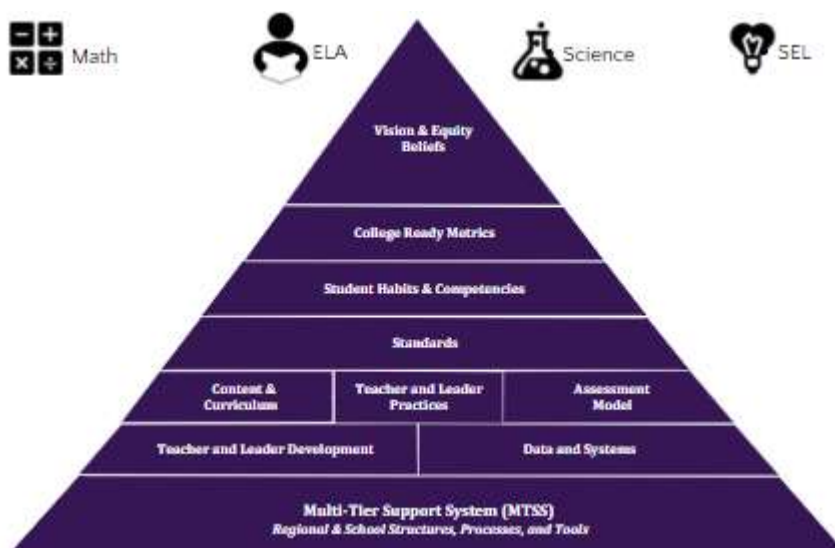 Math
ELA
Science
SEL
Vision & Equity
Beliefs
College Ready Metrics
Student Habits & Competencies
Standards
Content &
Curriculum
Teacher and Leader
Practices
Assessment
Model
Teacher and Leader Development
Data and Systems
Multi-Tier Support System (MTSS)
Regional & School Structures, Processes, and Tools